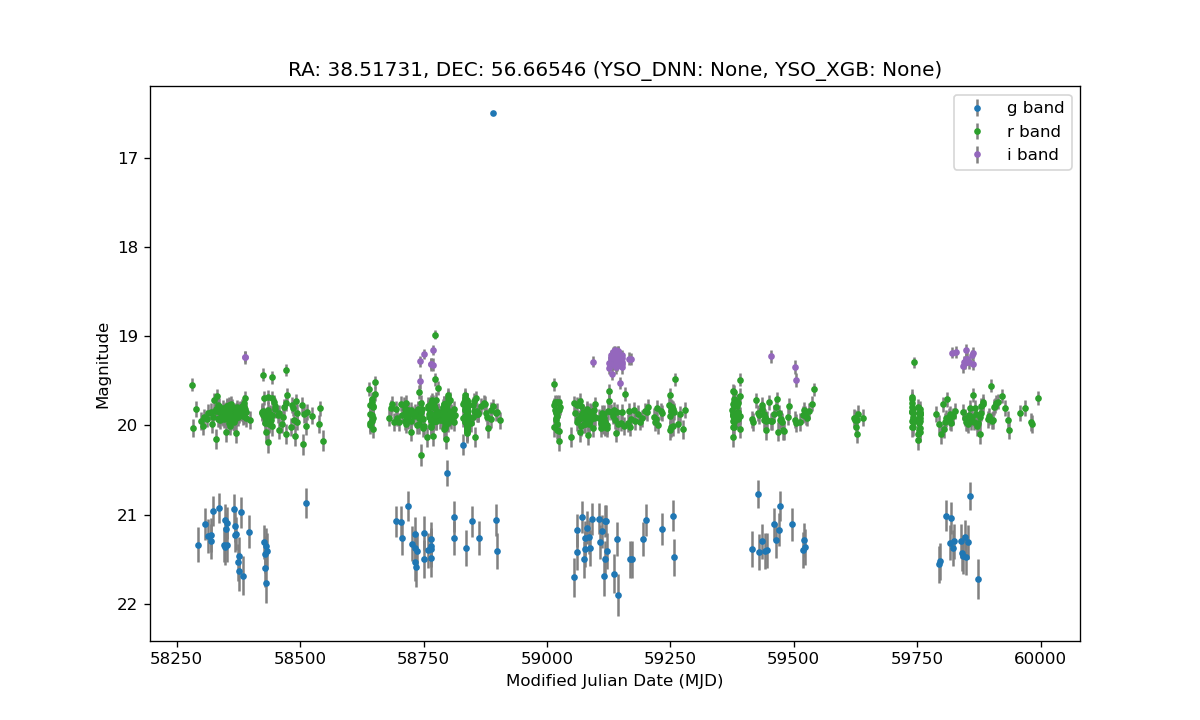 RA: 38.51731, DEC: 56.66546 (YSO_DNN: None, YSO_XGB: None)
g band
r band
i band
17
18
19
20
21
22
Magnitude
58250 58500 58750 59000 59250 59500 59750 60000
Modified Julian Date (MJD)